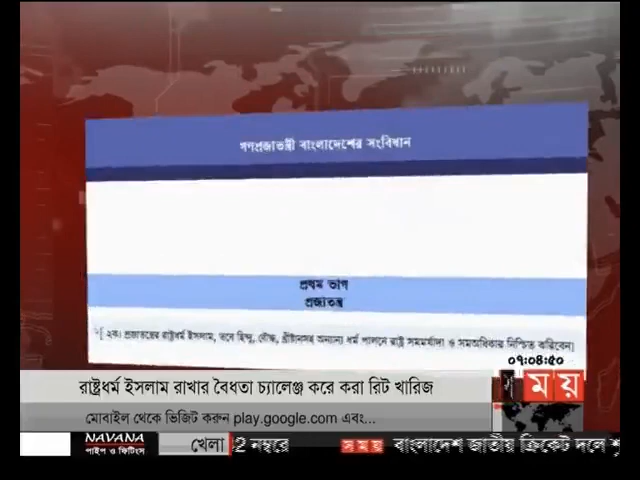 গণপ্রজাতন্ত্রী বাংলাদেশের সংবিধান
প্রথম ভাগ
প্রজাতন্ত্র
[ ২ক। প্রজাতন্ত্রের রাষ্ট্রধর্ম ইসলাম, তবে হিন্দু, বৌদ্ধ, খ্রীষ্টানসহ অন্যান্য ধর্ম পালনে রাষ্ট্র সমমর্যাদা ও সমঅধিকার নিশ্চিত করিবেন]
০৭:০৪:৫০
সময়
রাষ্ট্রধর্ম ইসলাম রাখার বৈধতা চ্যালেঞ্জ করে করা রিট খারিজ
মোবাইল থেকে ভিজিট করুন play.google.com এবং...
NAVANA
পাইপ ও ফিটিংস
খেলা ২ নম্বরে সময় বাংলাদেশ জাতীয় ক্রিকেট দলে